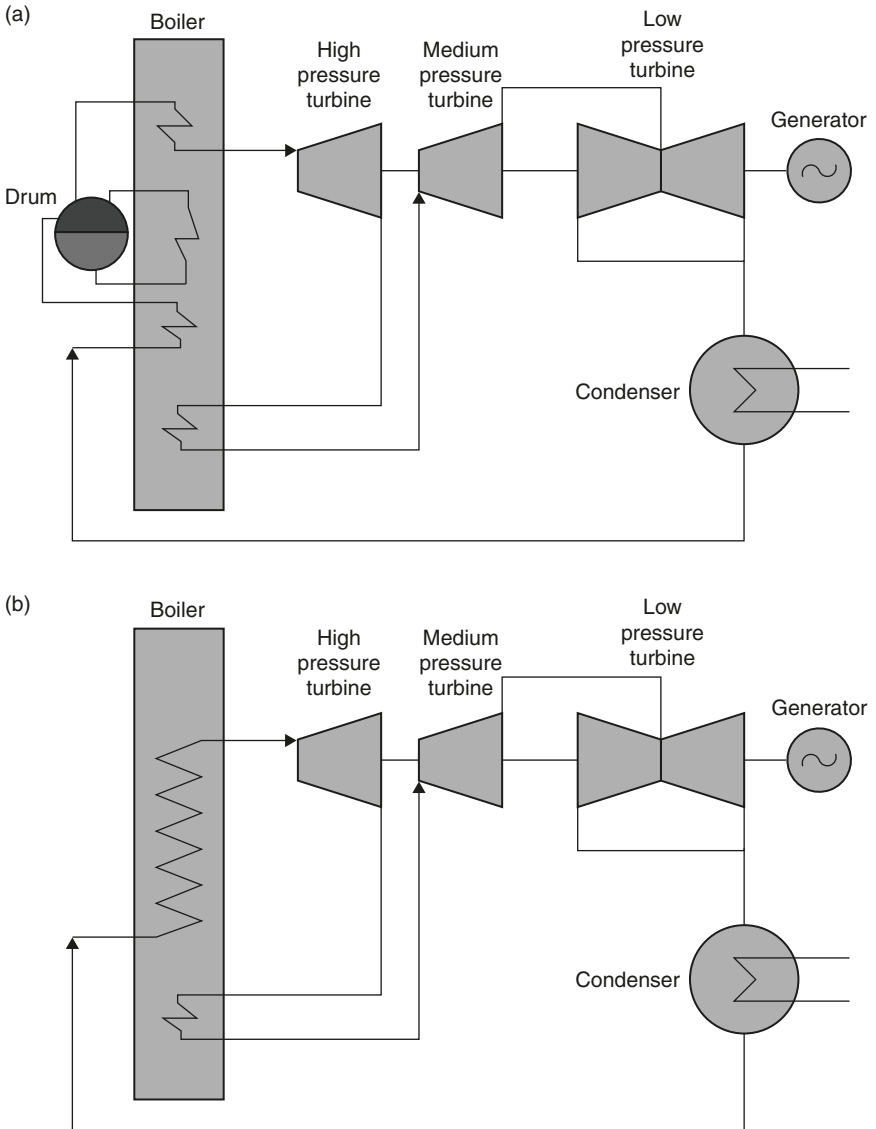 (a)
Boiler
High
pressure
turbine
Medium
pressure
turbine
Low
pressure
turbine
Generator
Drum
Condenser
(b)
Boiler
High
pressure
turbine
Medium
pressure
turbine
Low
pressure
turbine
Generator
Condenser